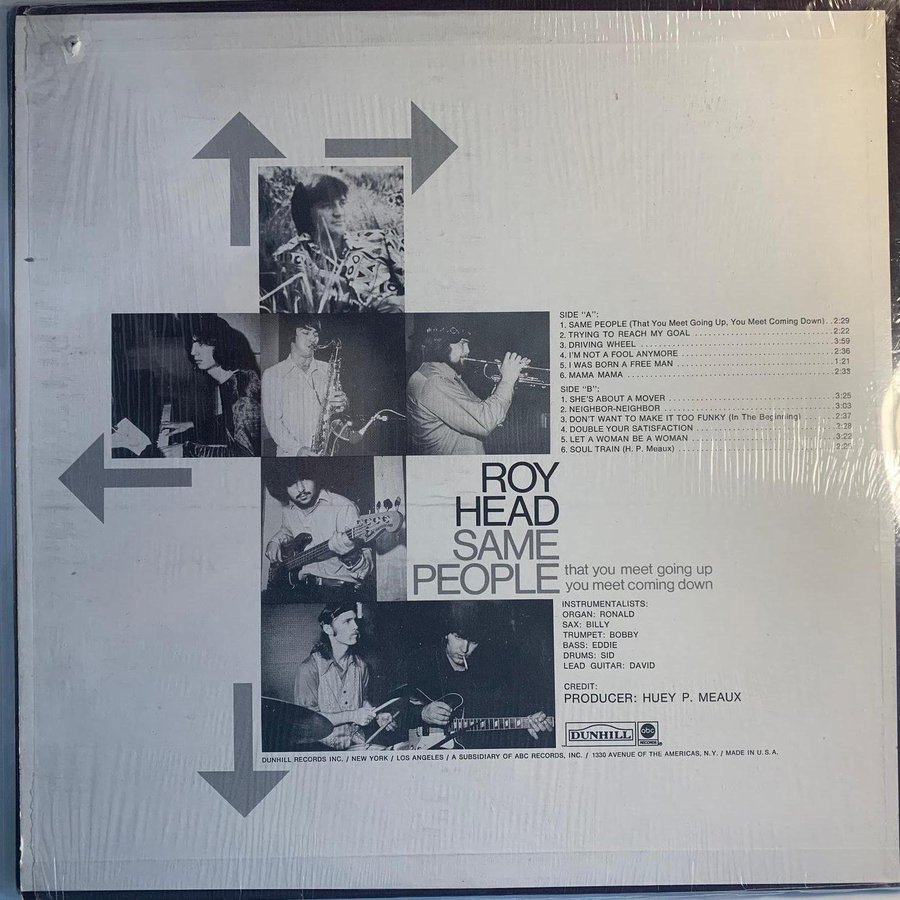 SIDE "A":
1. SAME PEOPLE (That You Meet Going Up, You Meet Coming Down) . . 2:29
2. TRYING TO REACH MY GOAL . . . . . . . . . . . . . . . . . . . . . . . . . . . . 2:22
3. DRIVING WHEEL . . . . . . . . . . . . . . . . . . . . . . . . . . . . . . . . . . . . . 3:59
4. I'M NOT A FOOL ANYMORE . . . . . . . . . . . . . . . . . . . . . . . . . . . . . 2:36
5. I WAS BORN A FREE MAN . . . . . . . . . . . . . . . . . . . . . . . . . . . . . . 1:21
6. MAMA MAMA . . . . . . . . . . . . . . . . . . . . . . . . . . . . . . . . . . . . . . . 2:33
SIDE "B":
1. SHE'S ABOUT A MOVER . . . . . . . . . . . . . . . . . . . . . . . . . . . . . . . 3:25
2. NEIGHBOR-NEIGHBOR . . . . . . . . . . . . . . . . . . . . . . . . . . . . . . . . 3:03
3. DON'T WANT TO MAKE IT TOO FUNKY (In The Beginning) . . . . . . 2:37
4. DOUBLE YOUR SATISFACTION . . . . . . . . . . . . . . . . . . . . . . . . . . 2:28
5. LET A WOMAN BE A WOMAN . . . . . . . . . . . . . . . . . . . . . . . . . . . 3:22
6. SOUL TRAIN (H. P. Meaux) . . . . . . . . . . . . . . . . . . . . . . . . . . . . .
ROY
HEAD
SAME
PEOPLE that you meet going up
you meet coming down
INSTRUMENTALISTS:
ORGAN: RONALD
SAX: BILLY
TRUMPET: BOBBY
BASS: EDDIE
DRUMS: SID
LEAD GUITAR: DAVID
CREDIT:
PRODUCER: HUEY P. MEAUX
DUNHILL abc RECORDS
DUNHILL RECORDS INC. / NEW YORK / LOS ANGELES / A SUBSIDIARY OF ABC RECORDS, INC. / 1330 AVENUE OF THE AMERICAS, N.Y. / MADE IN U.S.A.